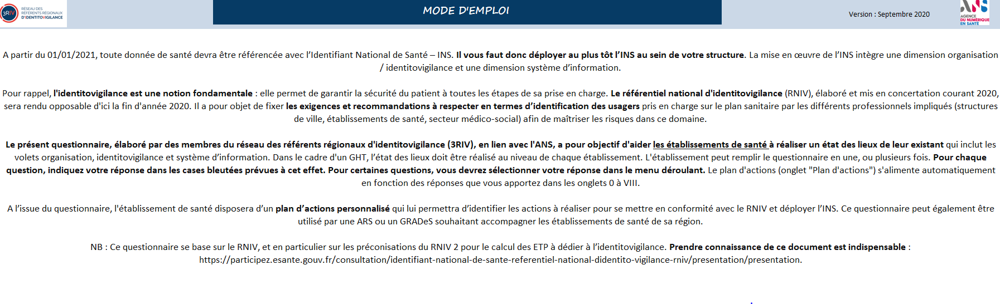 3RIV
RÉSEAU DES
RÉFÉRENTS RÉGIONAUX
D'IDENTITOVIGILANCE
MODE D'EMPLOI
Version : Septembre 2020
ANS
AGENCE
DU NUMÉRIQUE
EN SANTÉ
A partir du 01/01/2021, toute donnée de santé devra être référencée avec l’Identifiant National de Santé – INS. Il vous faut donc déployer au plus tôt l’INS au sein de votre structure. La mise en œuvre de l’INS intègre une dimension organisation
/ identitovigilance et une dimension système d’information.
Pour rappel, l'identitovigilance est une notion fondamentale : elle permet de garantir la sécurité du patient à toutes les étapes de sa prise en charge. Le référentiel national d'identitovigilance (RNIV), élaboré et mis en concertation courant 2020,
sera rendu opposable d'ici la fin d'année 2020. Il a pour objet de fixer les exigences et recommandations à respecter en termes d’identification des usagers pris en charge sur le plan sanitaire par les différents professionnels impliqués (structures
de ville, établissements de santé, secteur médico-social) afin de maîtriser les risques dans ce domaine.
Le présent questionnaire, élaboré par des membres du réseau des référents régionaux d'identitovigilance (3RIV), en lien avec l'ANS, a pour objectif d'aider les établissements de santé à réaliser un état des lieux de leur existant qui inclut les
volets organisation, identitovigilance et système d’information. Dans le cadre d'un GHT, l’état des lieux doit être réalisé au niveau de chaque établissement. L'établissement peut remplir le questionnaire en une, ou plusieurs fois. Pour chaque
question, indiquez votre réponse dans les cases bleutées prévues à cet effet. Pour certaines questions, vous devrez sélectionner votre réponse dans le menu déroulant. Le plan d'actions (onglet "Plan d'actions") s'alimente automatiquement
en fonction des réponses que vous apportez dans les onglets 0 à VIII.
A l’issue du questionnaire, l'établissement de santé disposera d’un plan d’actions personnalisé qui lui permettra d’identifier les actions à réaliser pour se mettre en conformité avec le RNIV et déployer l’INS. Ce questionnaire peut également être
utilisé par une ARS ou un GRADeS souhaitant accompagner les établissements de santé de sa région.
NB : Ce questionnaire se base sur le RNIV, et en particulier sur les préconisations du RNIV 2 pour le calcul des ETP à dédier à l’identitovigilance. Prendre connaissance de ce document est indispensable :
https://participez.esante.gouv.fr/consultation/identifiant-national-de-sante-referentiel-national-didentito-vigilance-rniv/presentation/presentation.